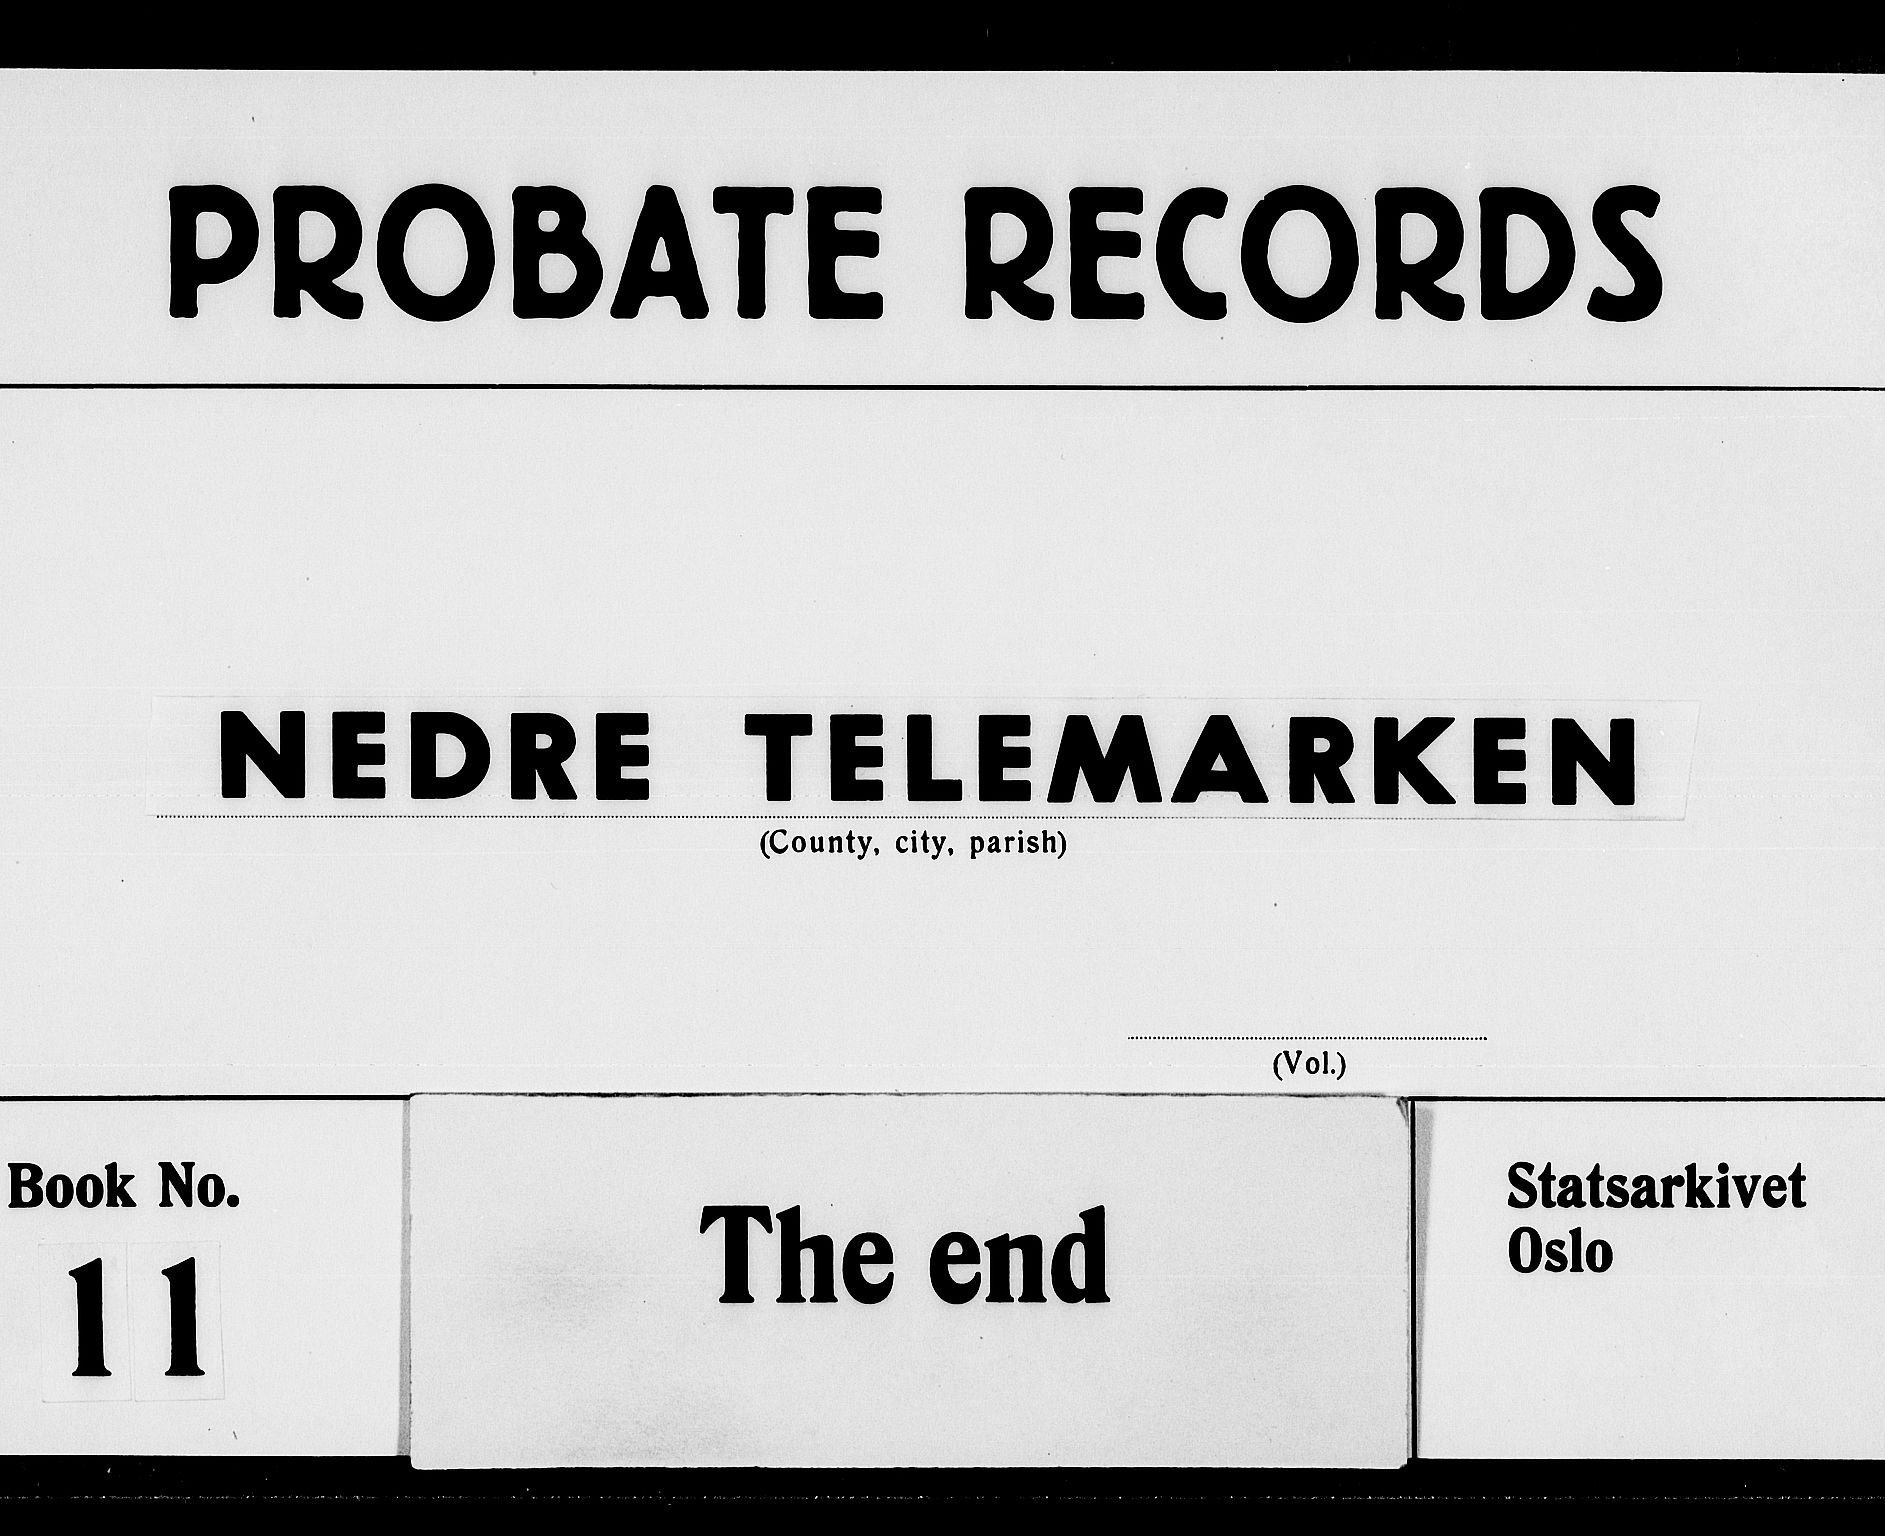 PROBATE RECORDS
NEDRE TELEMARKEN
(County, city, parish)
(Vol.)
Book No.
11
The end
Statsarkivet
Oslo